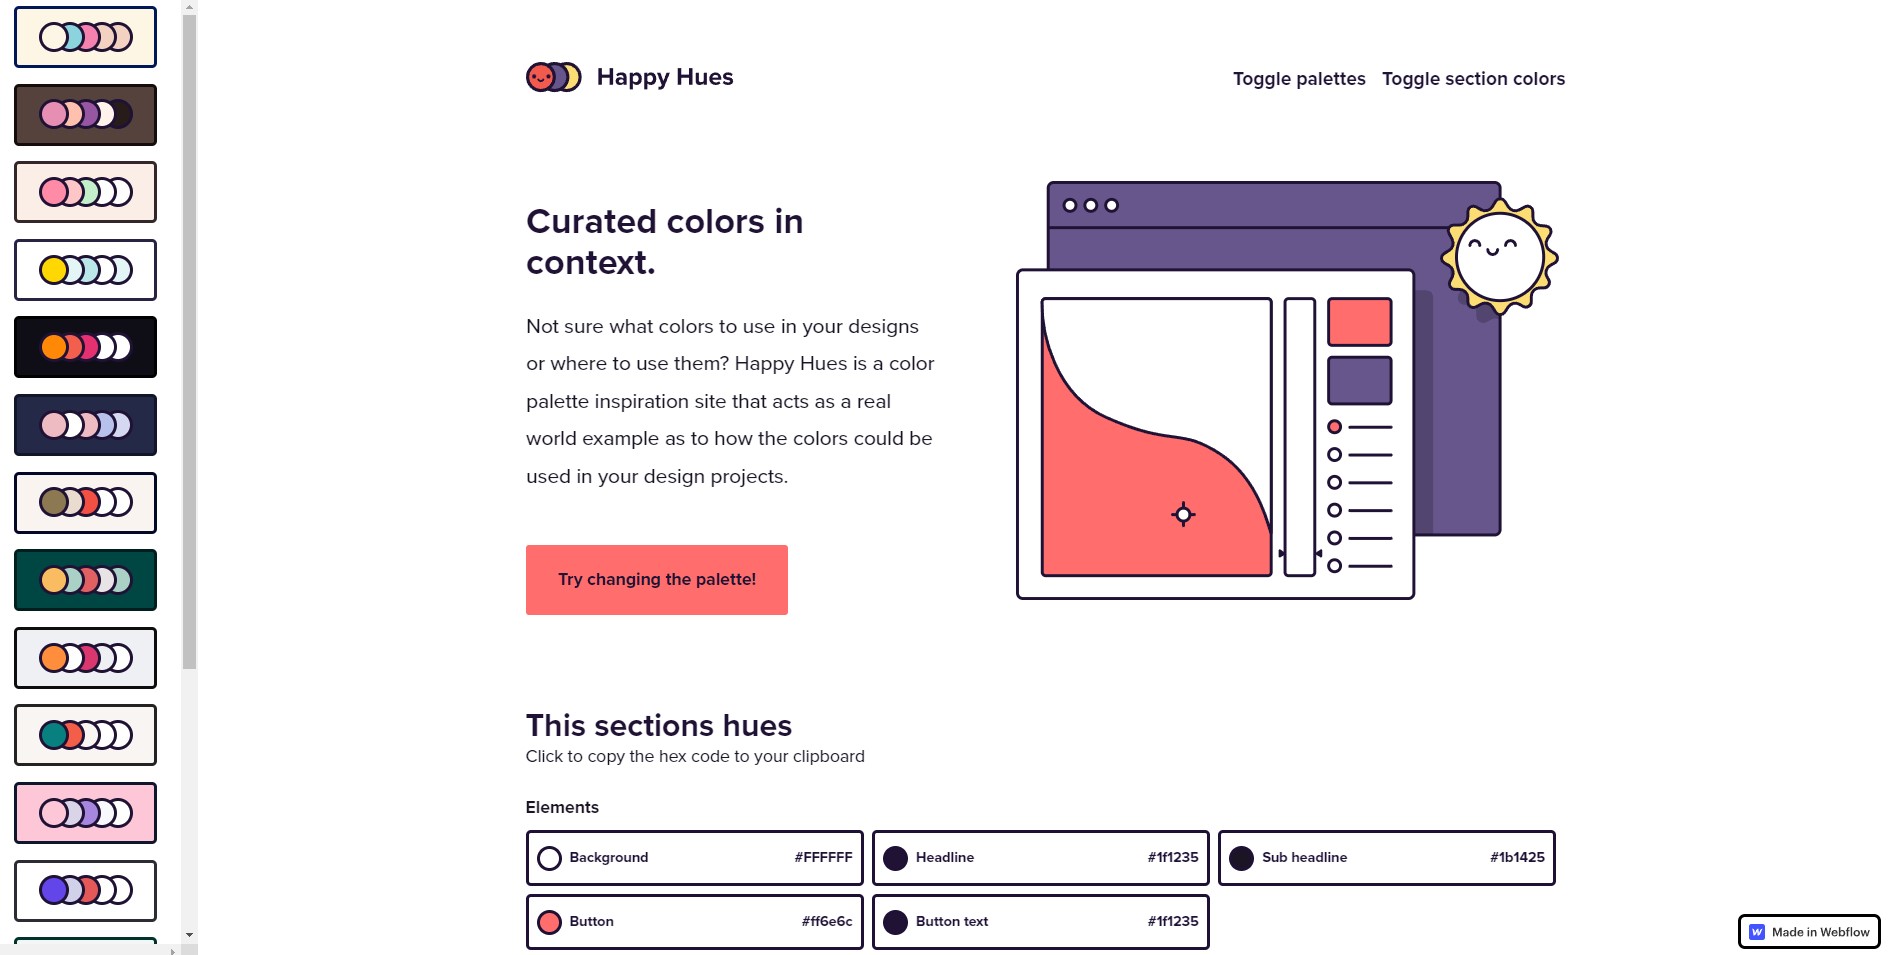 Happy Hues
Toggle palettes
Toggle section colors
Curated colors in
context.
Not sure what colors to use in your designs
or where to use them? Happy Hues is a color
palette inspiration site that acts as a real
world example as to how the colors could be
used in your design projects.
Try changing the palette!
This sections hues
Click to copy the hex code to your clipboard
Elements
Background #FFFFFF
Headline #1f1235
Sub headline #1b1425
Button #ff6e6c
Button text #1f1235
Made in Webflow